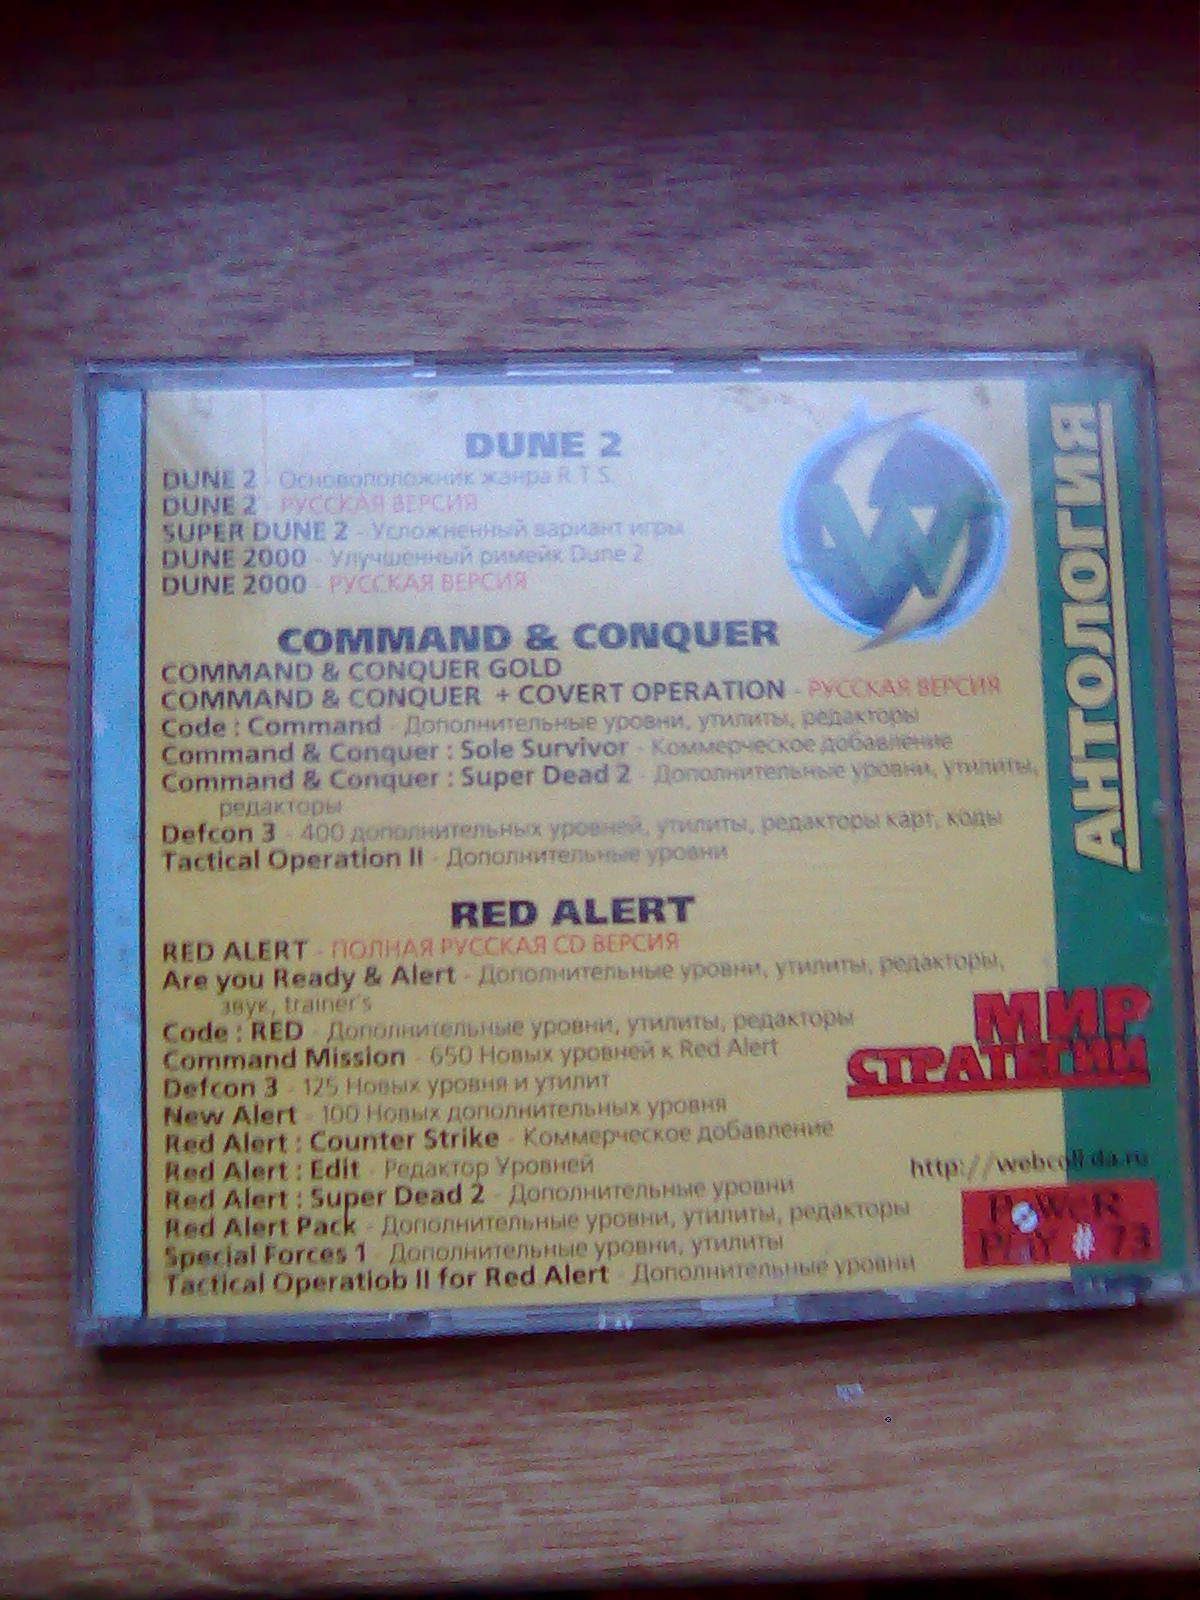 DUNE 2
DUNE 2 - Основоположник жанра R.T.S.
DUNE 2 - РУССКАЯ ВЕРСИЯ
SUPER DUNE 2 - Усложненный вариант игры
DUNE 2000 - Улучшенный римейк Dune 2
DUNE 2000 - РУССКАЯ ВЕРСИЯ
COMMAND & CONQUER
COMMAND & CONQUER GOLD
COMMAND & CONQUER + COVERT OPERATION - РУССКАЯ ВЕРСИЯ
Code : Command - Дополнительные уровни, утилиты, редакторы
Command & Conquer : Sole Survivor - Коммерческое добавление
Command & Conquer : Super Dead 2 - Дополнительные уровни, утилиты,
редакторы
Defcon 3 - 400 дополнительных уровней, утилиты, редакторы карт, коды
Tactical Operation II - Дополнительные уровни
RED ALERT
RED ALERT - ПОЛНАЯ РУССКАЯ CD ВЕРСИЯ
Are you Ready & Alert - Дополнительные уровни, утилиты, редакторы,
звук, trainer's
Code : RED - Дополнительные уровни, утилиты, редакторы
Command Mission - 650 Новых уровней к Red Alert
Defcon 3 - 125 Новых уровня и утилит
New Alert - 100 Новых дополнительных уровня
Red Alert : Counter Strike - Коммерческое добавление
Red Alert : Edit - Редактор Уровней
Red Alert : Super Dead 2 - Дополнительные уровни
Red Alert Pack - Дополнительные уровни, утилиты, редакторы
Special Forces 1 - Дополнительные уровни, утилиты
Tactical Operatiob II for Red Alert - Дополнительные уровни
W
АНТОЛОГИЯ
МИР
СТРАТЕГИИ
http://webcoll.da.ru
PoWeR
PlaY # 73